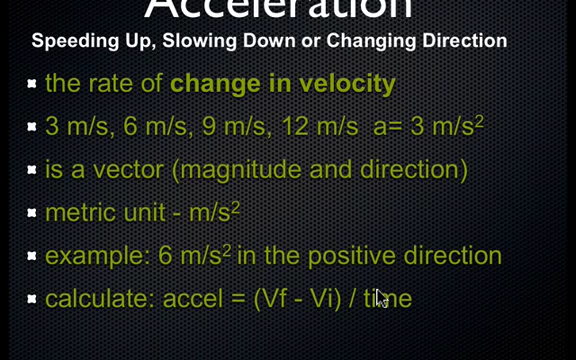 Acceleration
Speeding Up, Slowing Down or Changing Direction
the rate of change in velocity
3 m/s, 6 m/s, 9 m/s, 12 m/s a= 3 m/s²
is a vector (magnitude and direction)
metric unit - m/s²
example: 6 m/s² in the positive direction
calculate: accel = (Vf - Vi) / time